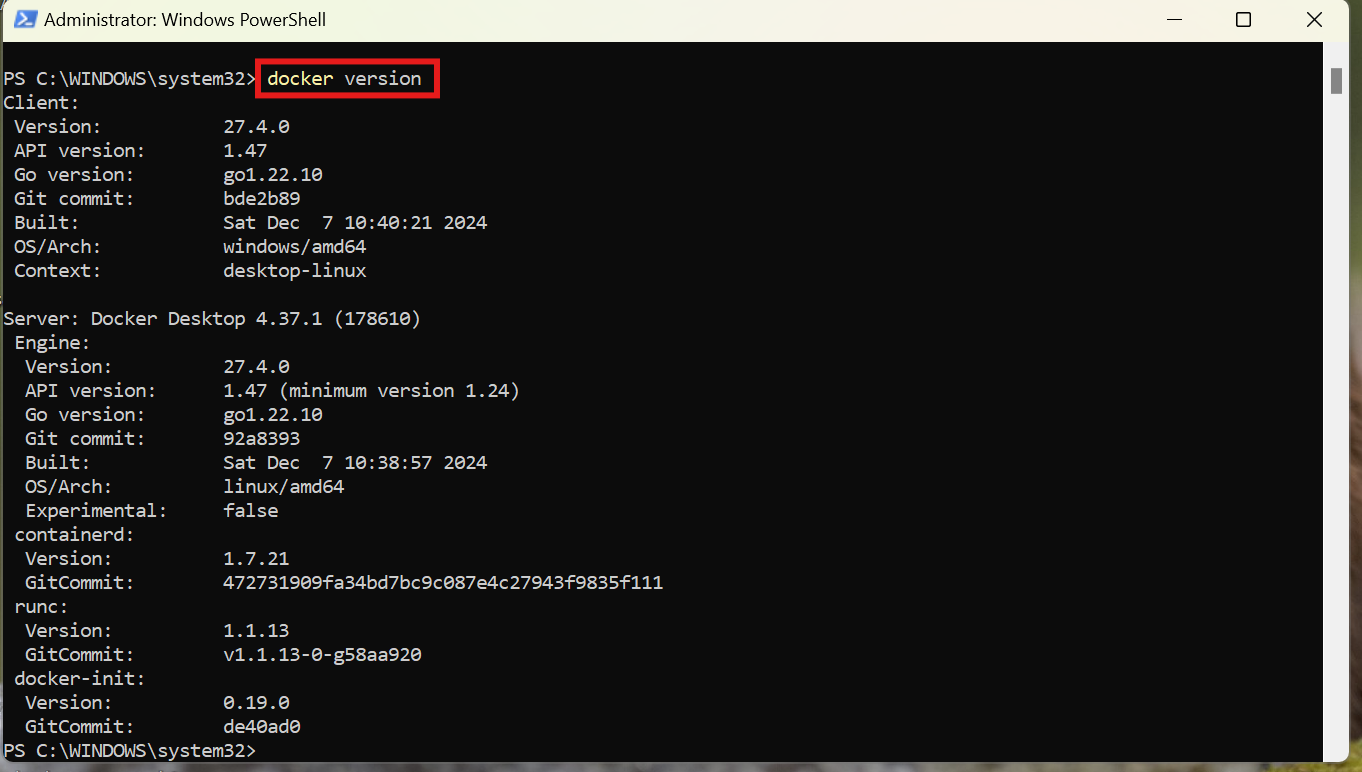 Administrator: Windows PowerShell
PS C:\WINDOWS\system32> docker version
Client:
 Version:           27.4.0
 API version:       1.47
 Go version:        go1.22.10
 Git commit:        bde2b89
 Built:             Sat Dec  7 10:40:21 2024
 OS/Arch:           windows/amd64
 Context:           desktop-linux

Server: Docker Desktop 4.37.1 (178610)
 Engine:
  Version:          27.4.0
  API version:      1.47 (minimum version 1.24)
  Go version:       go1.22.10
  Git commit:       92a8393
  Built:            Sat Dec  7 10:38:57 2024
  OS/Arch:          linux/amd64
  Experimental:     false
 containerd:
  Version:          1.7.21
  GitCommit:        472731909fa34bd7bc9c087e4c27943f9835f111
 runc:
  Version:          1.1.13
  GitCommit:        v1.1.13-0-g58aa920
 docker-init:
  Version:          0.19.0
  GitCommit:        de40ad0
PS C:\WINDOWS\system32>